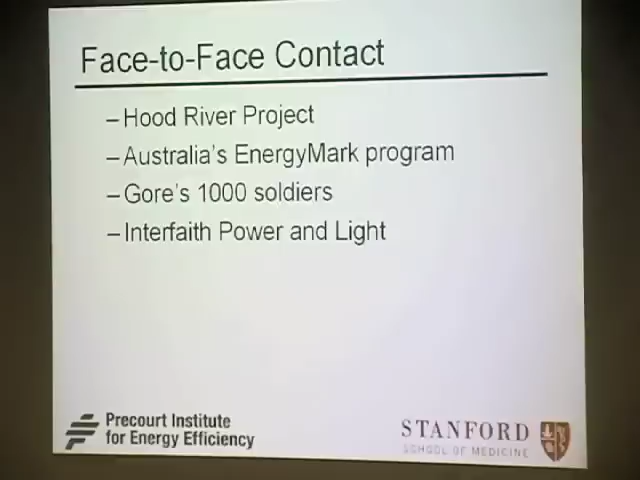 Face-to-Face Contact
– Hood River Project
– Australia's EnergyMark program
– Gore's 1000 soldiers
– Interfaith Power and Light
Precourt Institute
for Energy Efficiency
STANFORD
SCHOOL OF MEDICINE